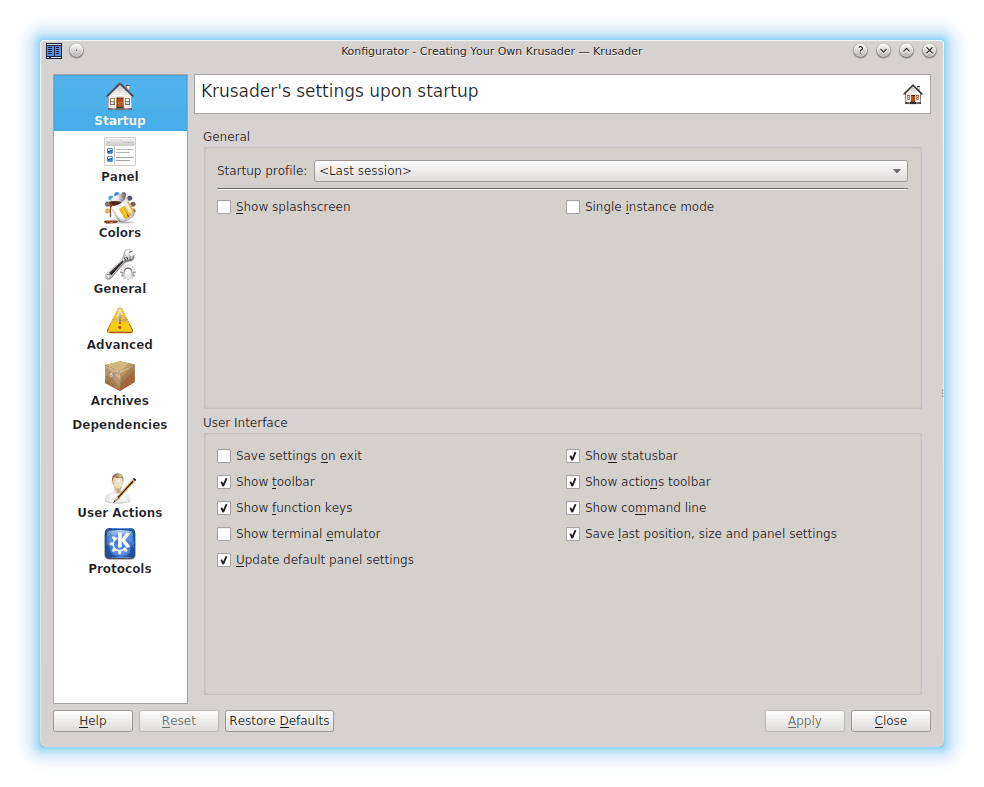 Konfigurator - Creating Your Own Krusader — Krusader
Startup
Panel
Colors
General
Advanced
Archives
Dependencies
User Actions
Protocols
Krusader's settings upon startup
General
Startup profile: <Last session>
Show splashscreen Single instance mode
User Interface
Save settings on exit Show statusbar
Show toolbar Show actions toolbar
Show function keys Show command line
Show terminal emulator Save last position, size and panel settings
Update default panel settings
Help Reset Restore Defaults Apply Close